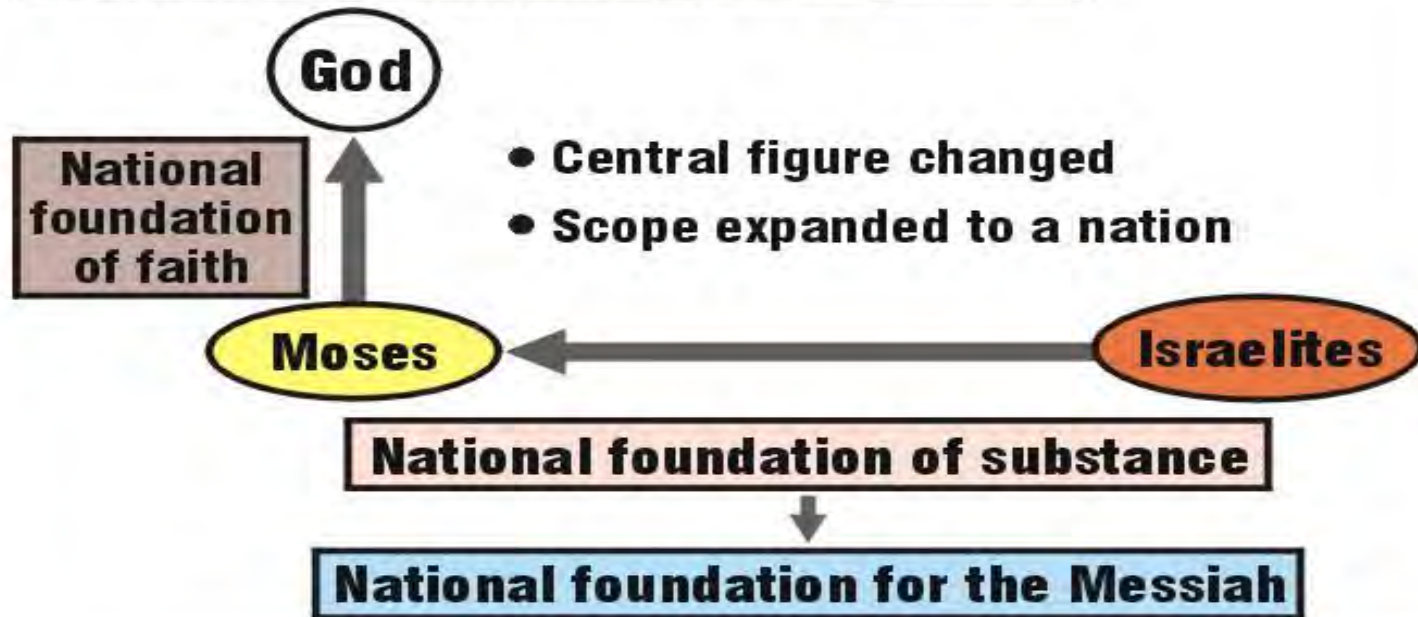 God
National
foundation
of faith
• Central figure changed
• Scope expanded to a nation
Moses
Israelites
National foundation of substance
National foundation for the Messiah